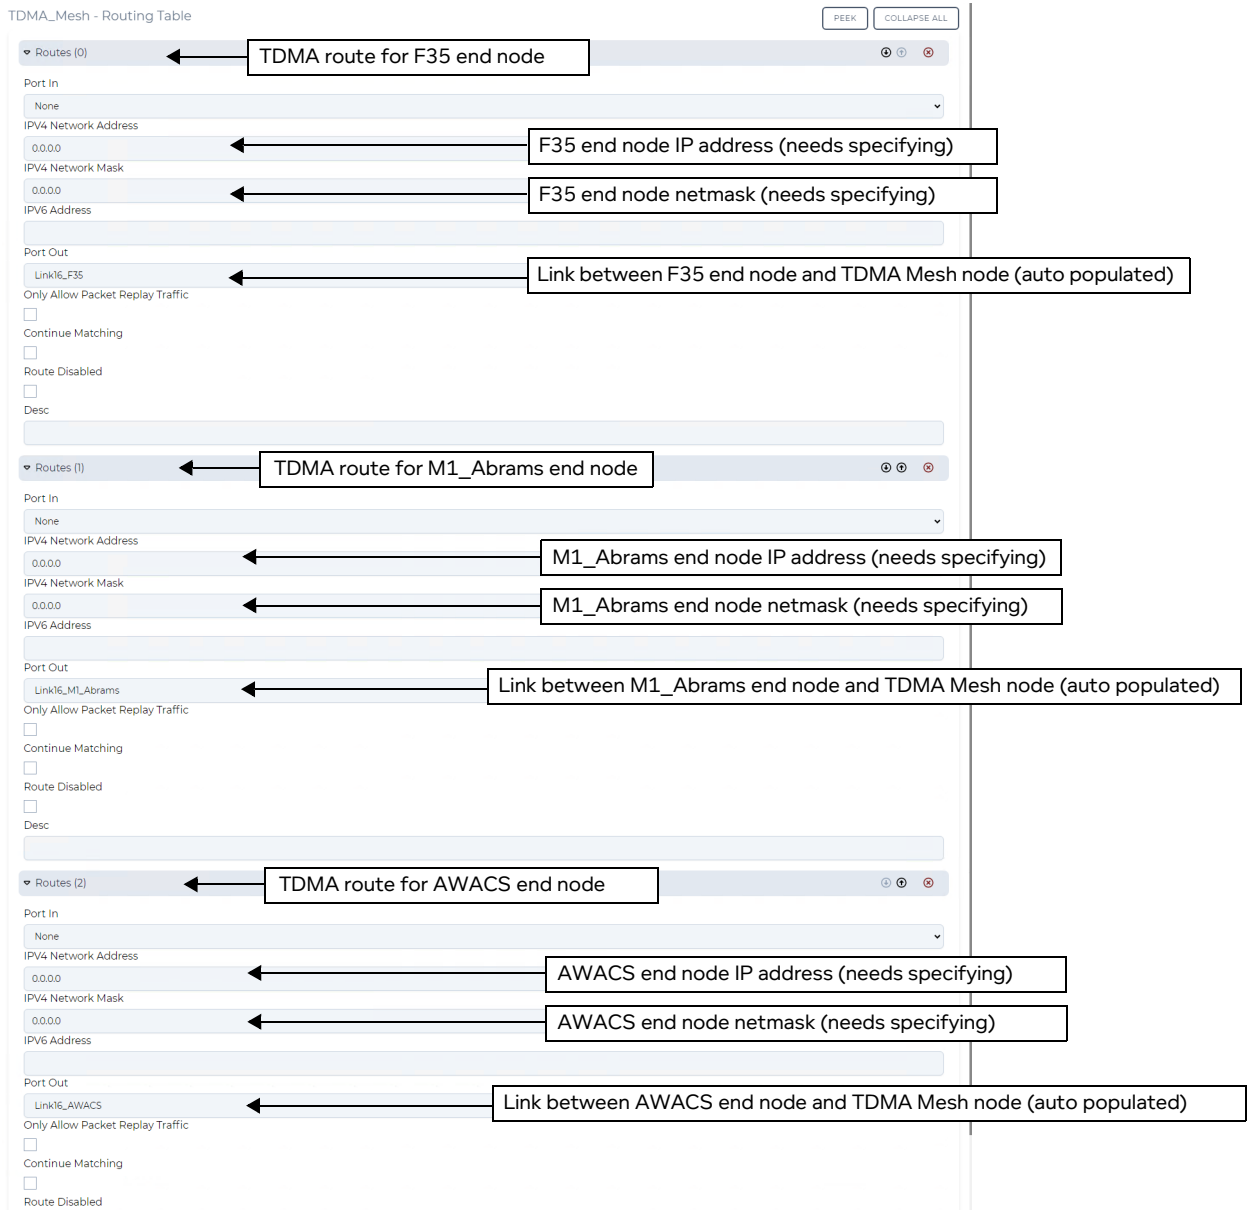 TDMA_Mesh - Routing Table
PEEK
COLLAPSE ALL
Routes (0)
TDMA route for F35 end node
Port In
None
IPV4 Network Address
0.0.0.0
F35 end node IP address (needs specifying)
IPV4 Network Mask
0.0.0.0
F35 end node netmask (needs specifying)
IPV6 Address
Port Out
Link16_F35
Link between F35 end node and TDMA Mesh node (auto populated)
Only Allow Packet Replay Traffic
Continue Matching
Route Disabled
Desc
Routes (1)
TDMA route for M1_Abrams end node
Port In
None
IPV4 Network Address
0.0.0.0
M1_Abrams end node IP address (needs specifying)
IPV4 Network Mask
0.0.0.0
M1_Abrams end node netmask (needs specifying)
IPV6 Address
Port Out
Link16_M1_Abrams
Link between M1_Abrams end node and TDMA Mesh node (auto populated)
Only Allow Packet Replay Traffic
Continue Matching
Route Disabled
Desc
Routes (2)
TDMA route for AWACS end node
Port In
None
IPV4 Network Address
0.0.0.0
AWACS end node IP address (needs specifying)
IPV4 Network Mask
0.0.0.0
AWACS end node netmask (needs specifying)
IPV6 Address
Port Out
Link16_AWACS
Link between AWACS end node and TDMA Mesh node (auto populated)
Only Allow Packet Replay Traffic
Continue Matching
Route Disabled